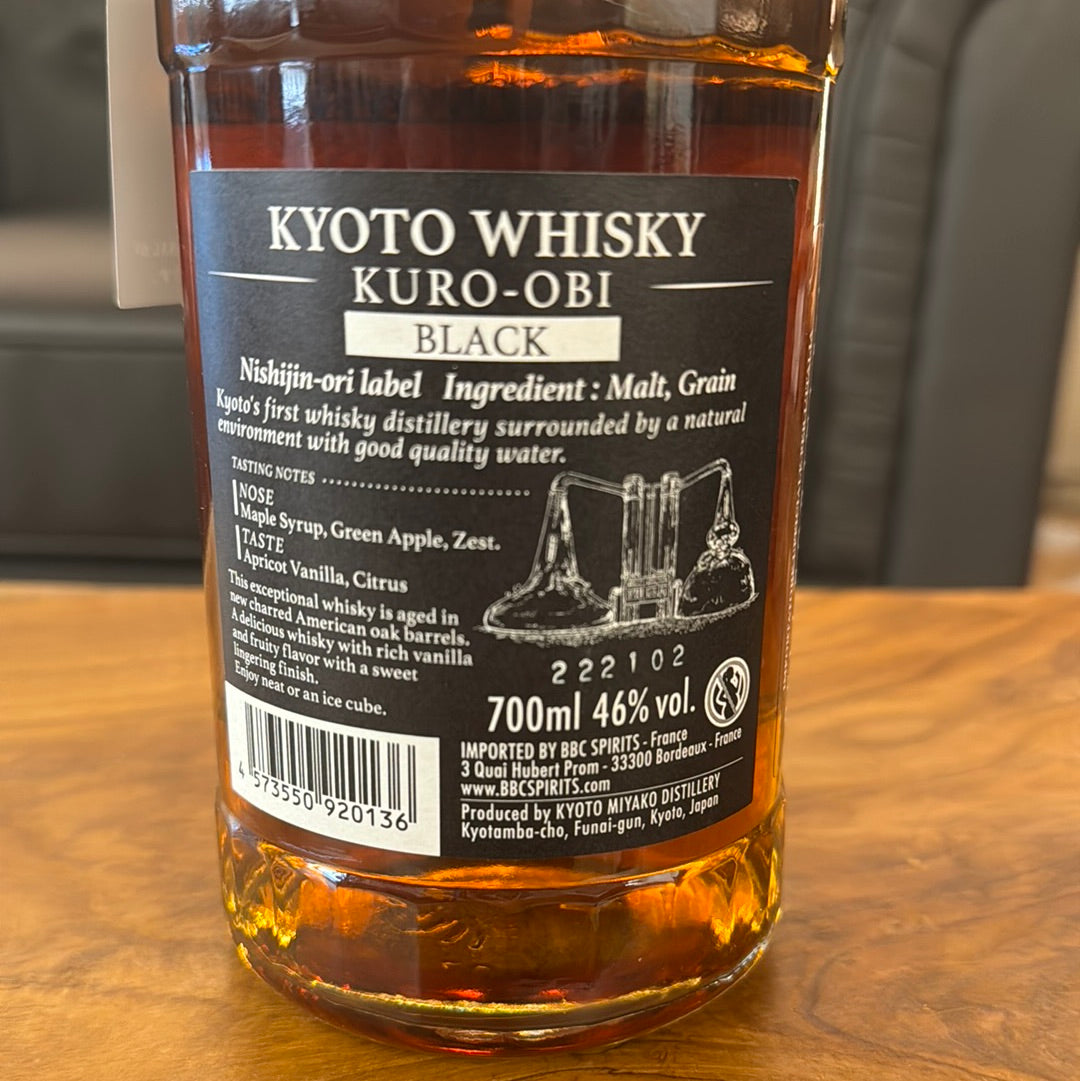 KYOTO WHISKY
KURO-OBI
BLACK
Nishijin-ori label Ingredient : Malt, Grain
Kyoto's first whisky distillery surrounded by a natural
environment with good quality water.
TASTING NOTES
NOSE
Maple Syrup, Green Apple, Zest.
TASTE
Apricot Vanilla, Citrus
This exceptional whisky is aged in
new charred American oak barrels.
A delicious whisky with rich vanilla
and fruity flavor with a sweet
lingering finish.
Enjoy neat or an ice cube.
222102
700ml 46% vol.
IMPORTED BY BBC SPIRITS - France
3 Quai Hubert Prom - 33300 Bordeaux - France
www.BBCSPIRITS.com
Produced by KYOTO MIYAKO DISTILLERY
Kyotamba-cho, Funai-gun, Kyoto, Japan
4 573550 920136